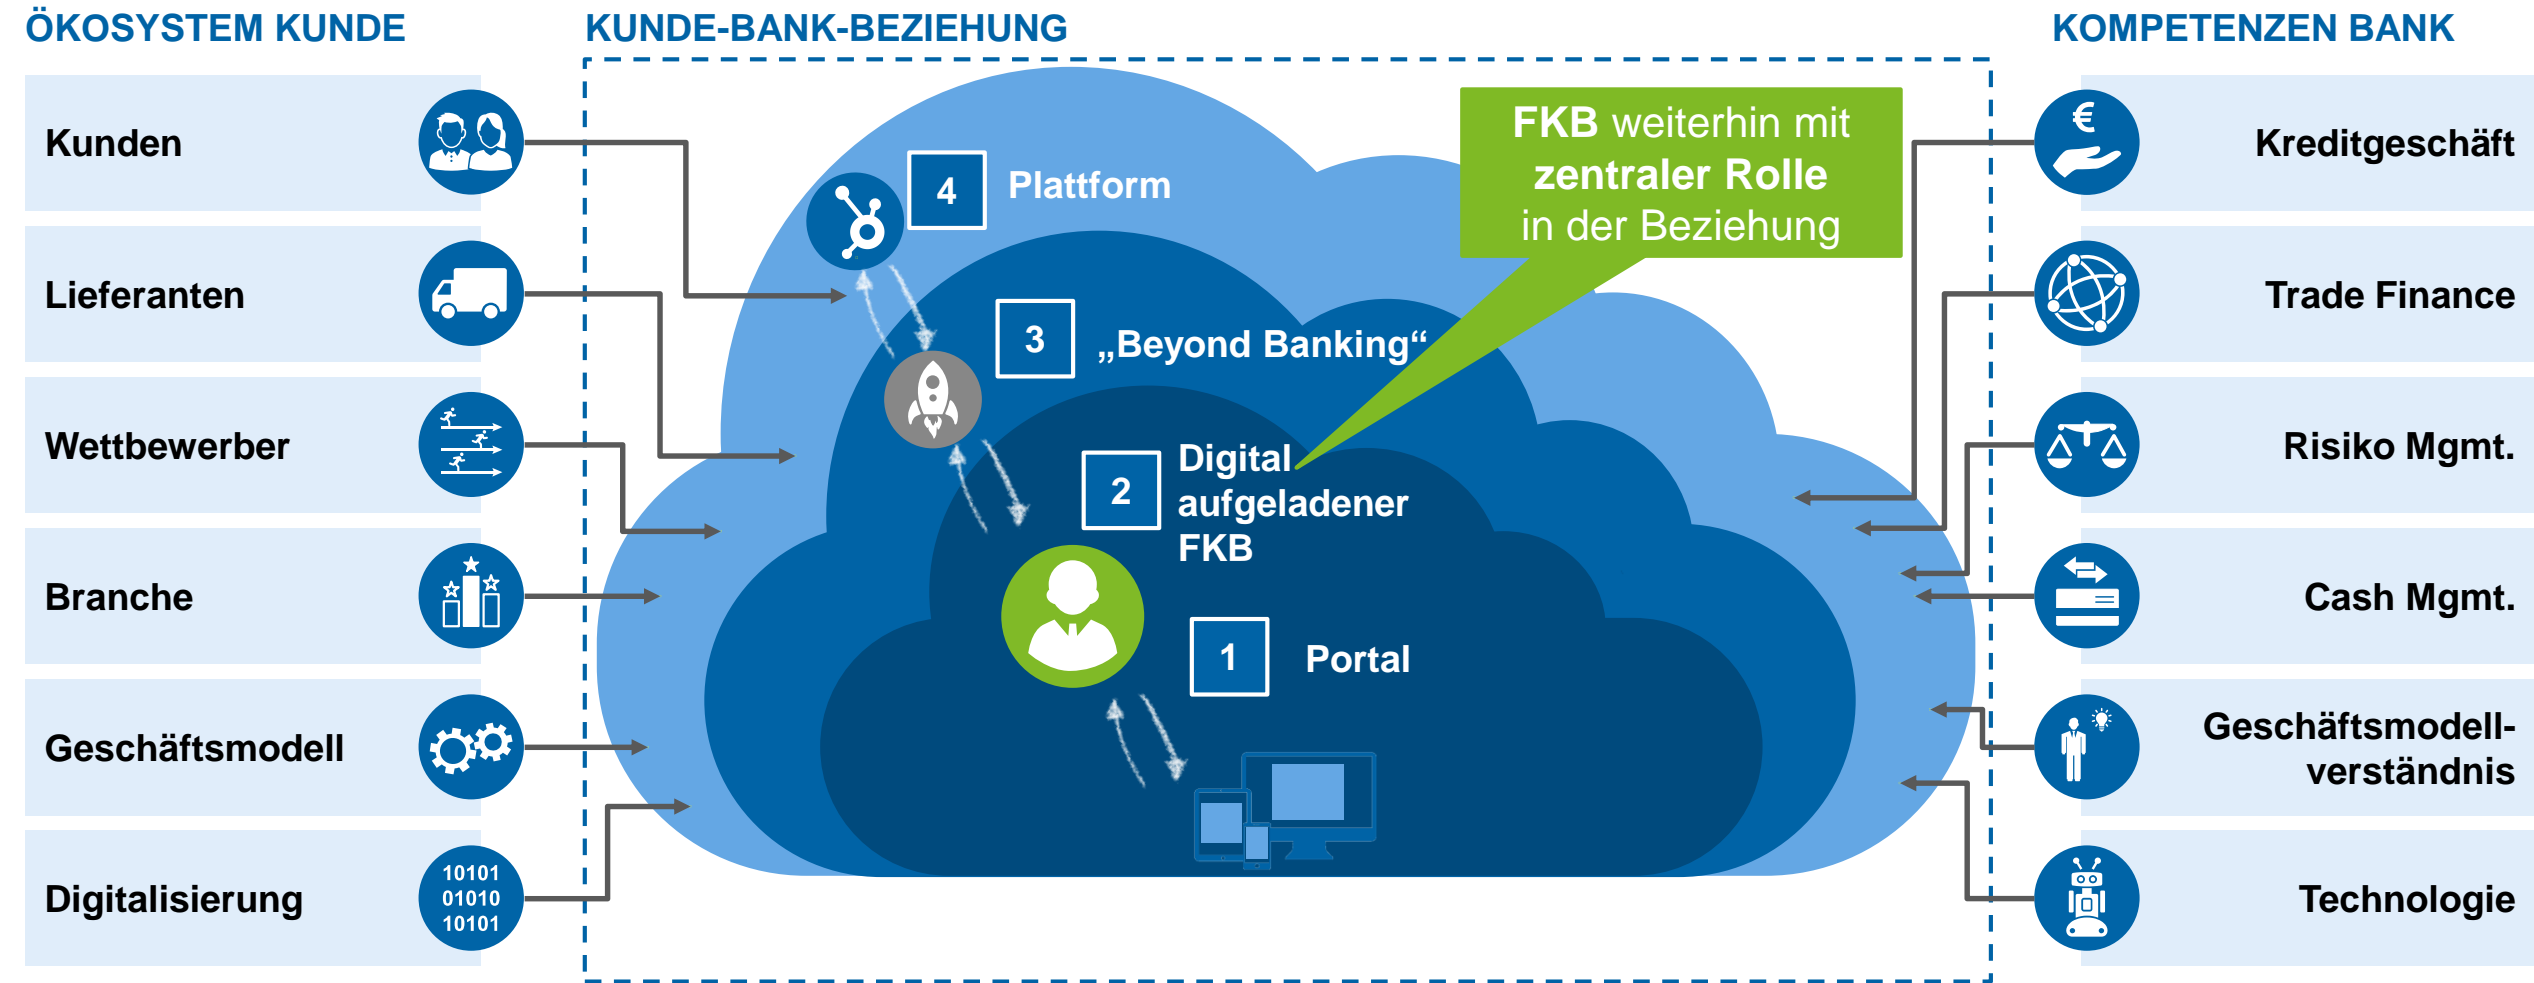 ÖKOSYSTEM KUNDE
Kunden
Lieferanten
Wettbewerber
Branche
Geschäftsmodell
Digitalisierung
10101
01010
10101
KUNDE-BANK-BEZIEHUNG
FKB weiterhin mit
zentraler Rolle
in der Beziehung
4 Plattform
3 „Beyond Banking“
2 Digital
aufgeladener
FKB
1 Portal
KOMPETENZEN BANK
€
Kreditgeschäft
Trade Finance
Risiko Mgmt.
Cash Mgmt.
Geschäftsmodell-
verständnis
Technologie